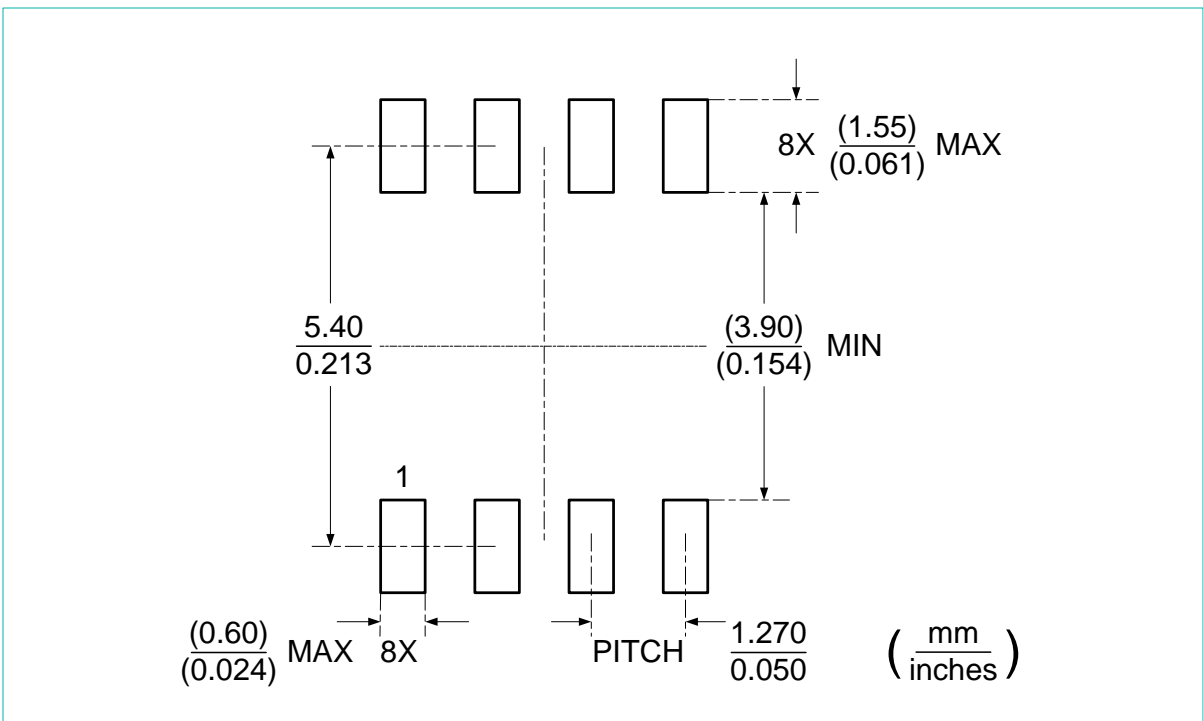 8X (1.55) MAX
(0.061)
5.40
0.213
(3.90) MIN
(0.154)
1
(0.60) MAX 8X
(0.024)
PITCH 1.270
0.050
(mm
inches)